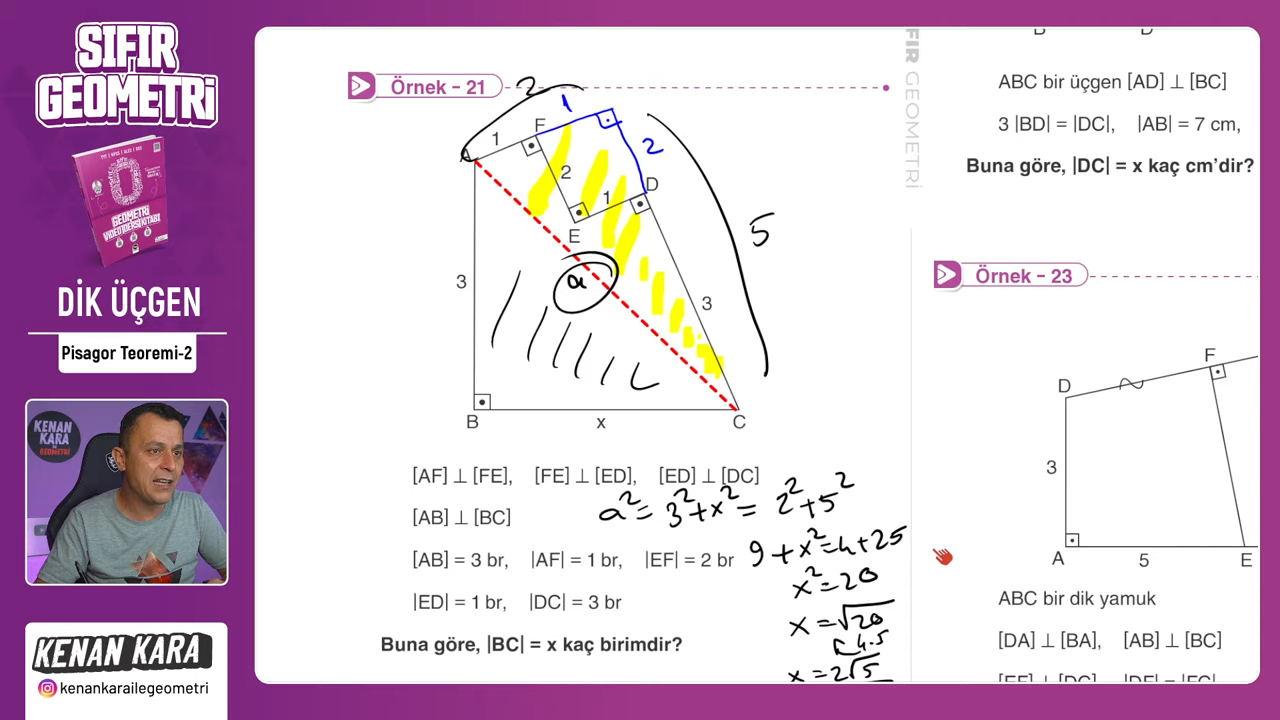 SIFIR
GEOMETRİ
GEOMETRİ
VİDEO DERS KİTABI
DİK ÜÇGEN
Pisagor Teoremi-2
KENAN
KARA
KENAN KARA
kenankarailegeometri
Örnek - 21
2
1
1
F
2
2
D
1
E
5
a
3
3
B
x
C
[AF] ⊥ [FE], [FE] ⊥ [ED], [ED] ⊥ [DC]
[AB] ⊥ [BC]
[AB] = 3 br, |AF| = 1 br, |EF| = 2 br
|ED| = 1 br, |DC| = 3 br
Buna göre, |BC| = x kaç birimdir?
a² = 3² + x² = 2² + 5²
9 + x² = 4 + 25
x² = 20
x = √20
4.5
x = 2√5
FIR GEOMETRİ
B D
ABC bir üçgen [AD] ⊥ [BC]
3 |BD| = |DC|, |AB| = 7 cm,
Buna göre, |DC| = x kaç cm'dir?
Örnek - 23
F
D
3
A
5
E
ABC bir dik yamuk
[DA] ⊥ [BA], [AB] ⊥ [BC]
[EF] ⊥ [DC], |DF| = |FC|,